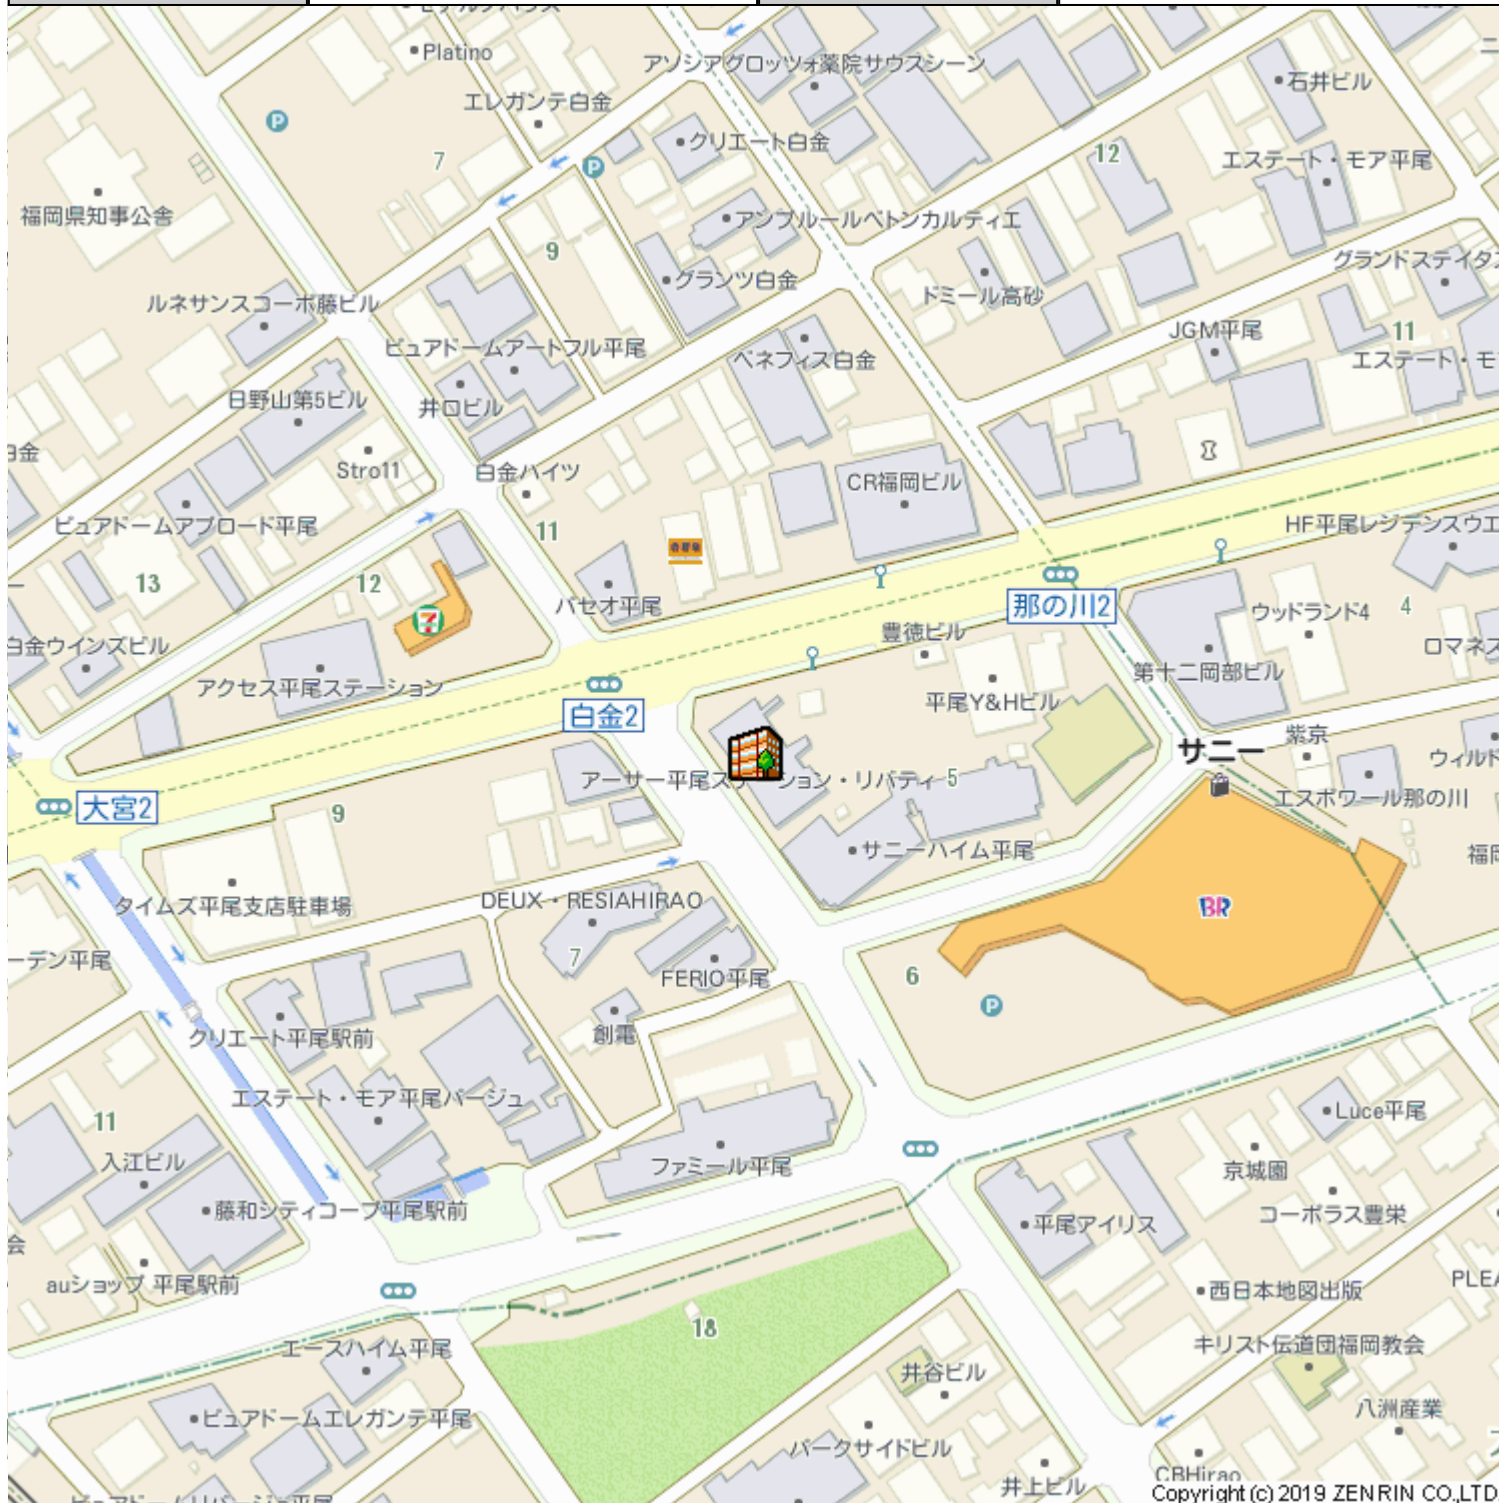 Platino
アソシアグロッツォ薬院サウスシーン
石井ビル
エレガンテ白金
P
クリエート白金
7
P
12
エステート・モア平尾
福岡県知事公舎
アンブルールベトンカルティエ
9
グランツ白金
ドミール高砂
グランドステイタス
ルネサンスコーポ藤ビル
JGM平尾
11
ピュアドームアートフル平尾
ベネフィス白金
エステート・モ
日野山第5ビル
井口ビル
白金
Stro11
白金ハイツ
CR福岡ビル
ピュアドームアブロード平尾
11
HF平尾レジデンスウエ
13
12
パセオ平尾
那の川2
ウッドランド4
4
7
白金ウインズビル
豊徳ビル
ロマネス
アクセス平尾ステーション
第十二岡部ビル
白金2
平尾Y&Hビル
サニー
紫京
ウィルド
アーサー平尾ステーション・リバティ
5
大宮2
9
エスポワール那の川
サニーハイム平尾
福岡
タイムズ平尾支店駐車場
DEUX・RESIAHIRAO
BR
ーデン平尾
7
FERIO平尾
6
P
クリエート平尾駅前
創電
エステート・モア平尾バージュ
11
Luce平尾
入江ビル
ファミール平尾
京城園
藤和シティコープ平尾駅前
平尾アイリス
コーポラス豊栄
会
auショップ 平尾駅前
西日本地図出版
PLEA
18
エースハイム平尾
キリスト伝道団福岡教会
井谷ビル
ピュアドームエレガンテ平尾
八洲産業
パークサイドビル
井上ビル
CBHirao
Copyright (c) 2019 ZENRIN CO.,LTD